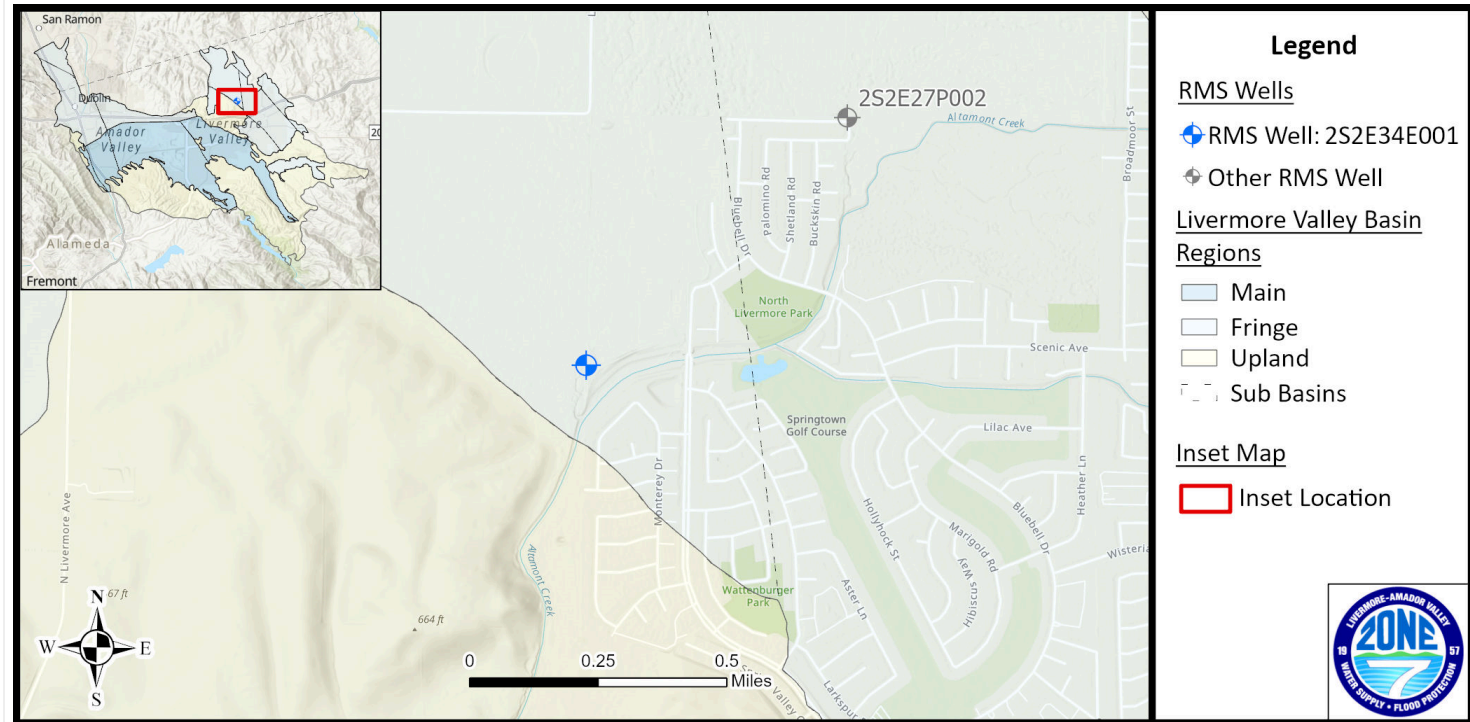 San Ramon
Dublin
Amador
Valley
Livermore
Valley
20
Alameda
Fremont
2S2E27P002
Altamont Creek
Broadmoor St
Bluebell Dr
Palomino Rd
Shetland Rd
Buckskin Rd
North
Livermore Park
Scenic Ave
Springtown
Golf Course
Lilac Ave
Monterey Dr
Heather Ln
Hollyhock St
Marigold Rd
Bluebell Dr
Hibiscus Way
Wisteria
N Livermore Ave
Altamont Creek
Wattenburger
Park
Aster Ln
Larkspur
Valley
67 ft
664 ft
N
W E
S
0 0.25 0.5
Miles
Legend
RMS Wells
RMS Well: 2S2E34E001
Other RMS Well
Livermore Valley Basin
Regions
Main
Fringe
Upland
Sub Basins
Inset Map
Inset Location
LIVERMORE-AMADOR VALLEY
ZONE
19 57
7
WATER SUPPLY • FLOOD PROTECTION